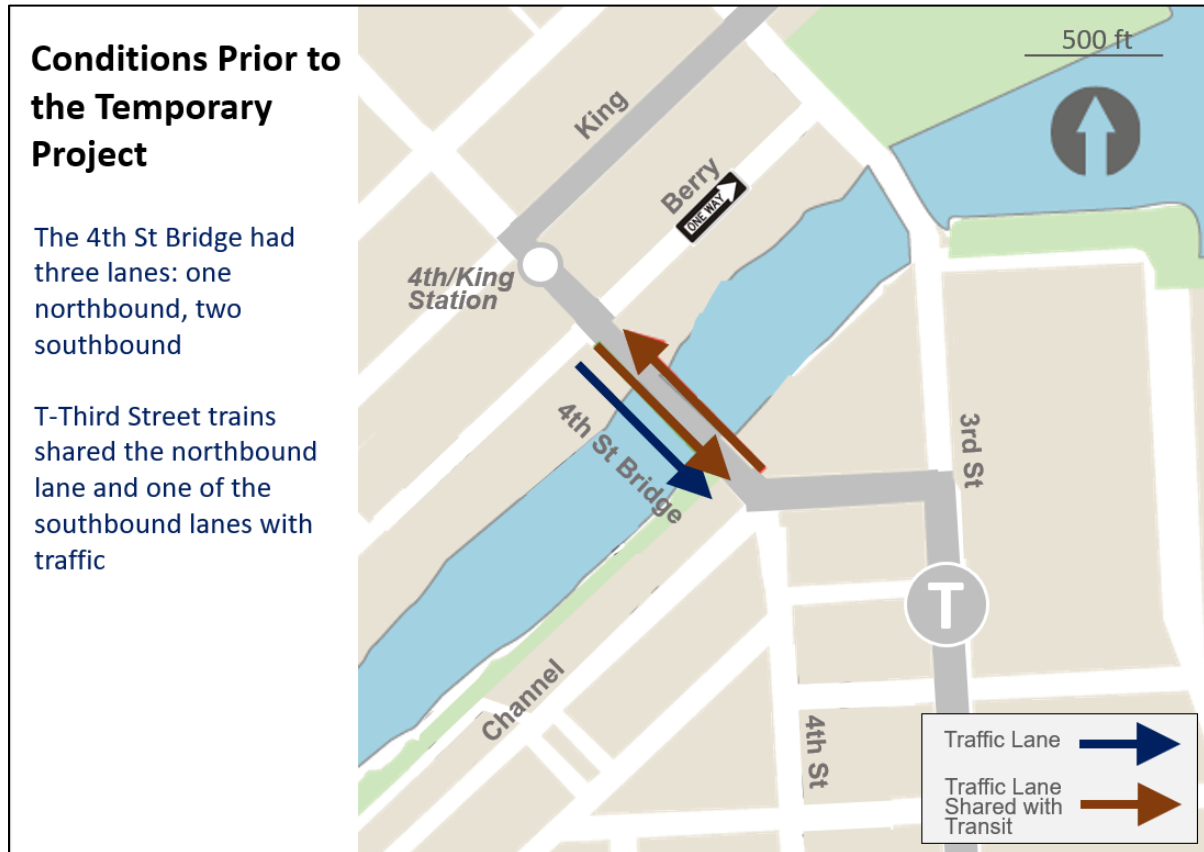 Conditions Prior to
the Temporary
Project
The 4th St Bridge had
three lanes: one
northbound, two
southbound
T-Third Street trains
shared the northbound
lane and one of the
southbound lanes with
traffic
500 ft
King
Berry
ONE WAY
4th/King
Station
4th St Bridge
3rd St
T
Channel
4th St
Traffic Lane
Traffic Lane
Shared with
Transit